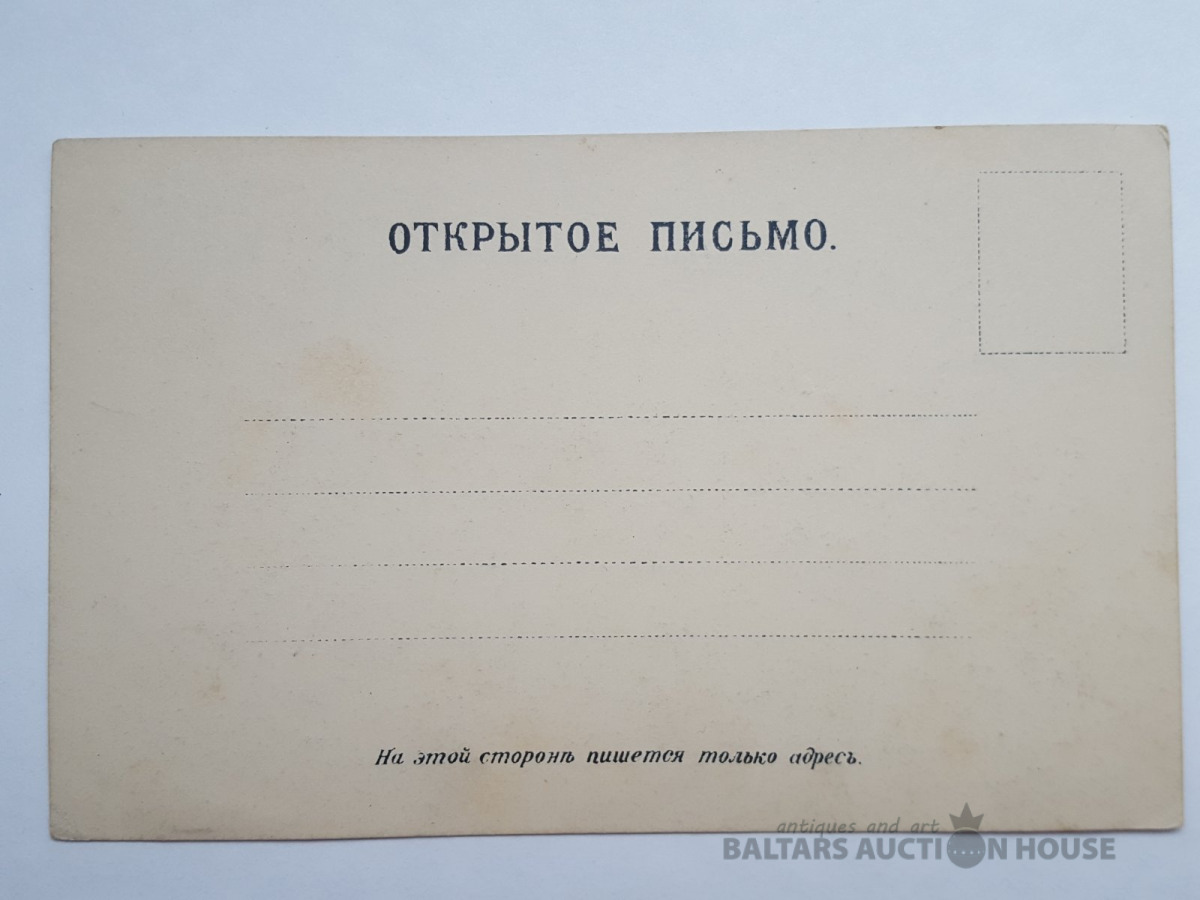 ОТКРЫТОЕ ПИСЬМО.
На этой сторонѣ пишется только адресъ.
antiques and art
BALTARS AUCTION HOUSE